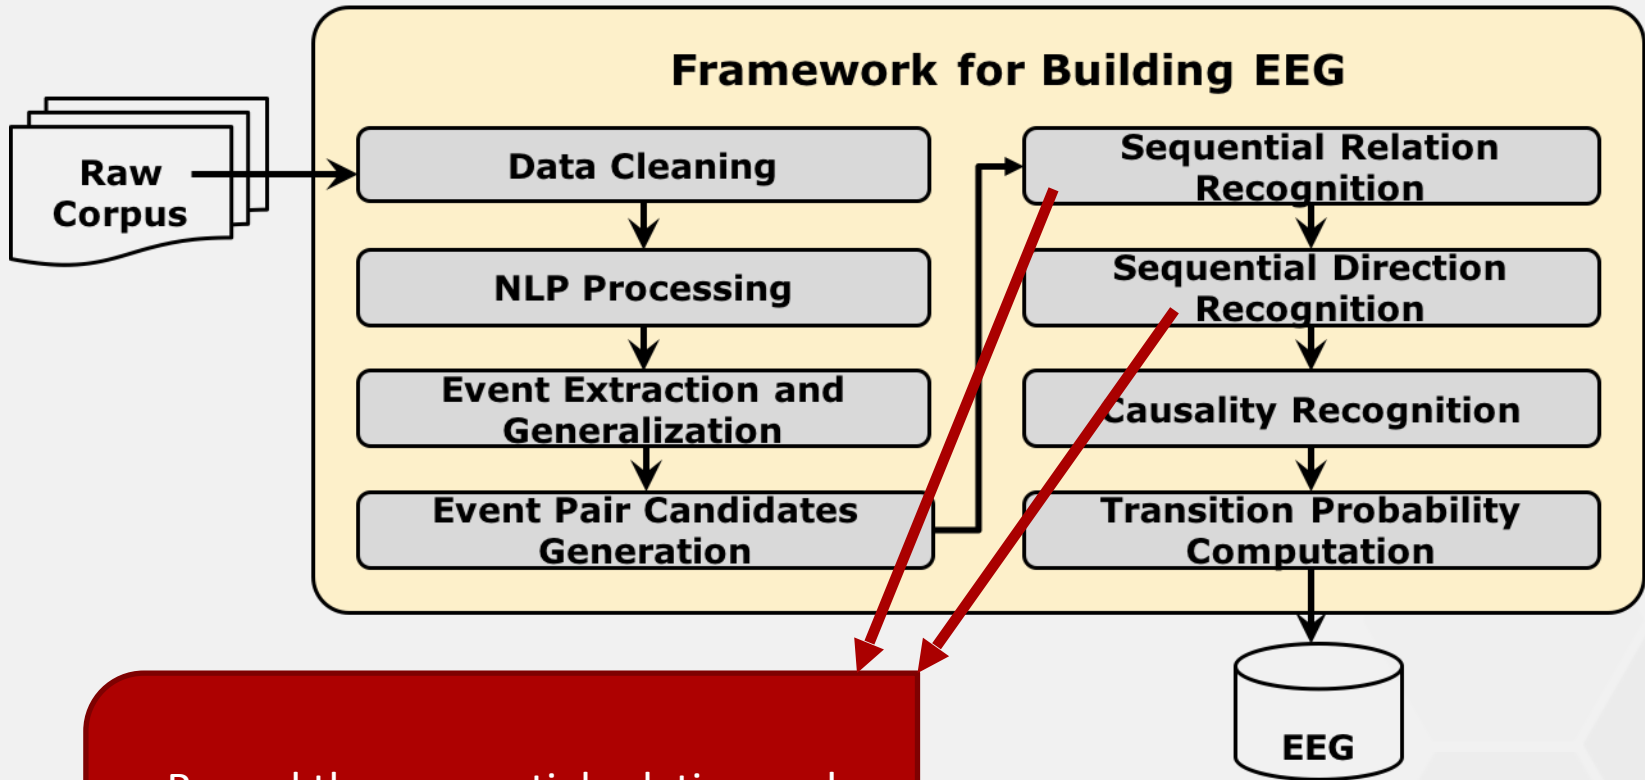 Framework for Building EEG
Raw
Corpus
Data Cleaning
NLP Processing
Event Extraction and
Generalization
Event Pair Candidates
Generation
Sequential Relation
Recognition
Sequential Direction
Recognition
Causality Recognition
Transition Probability
Computation
EEG